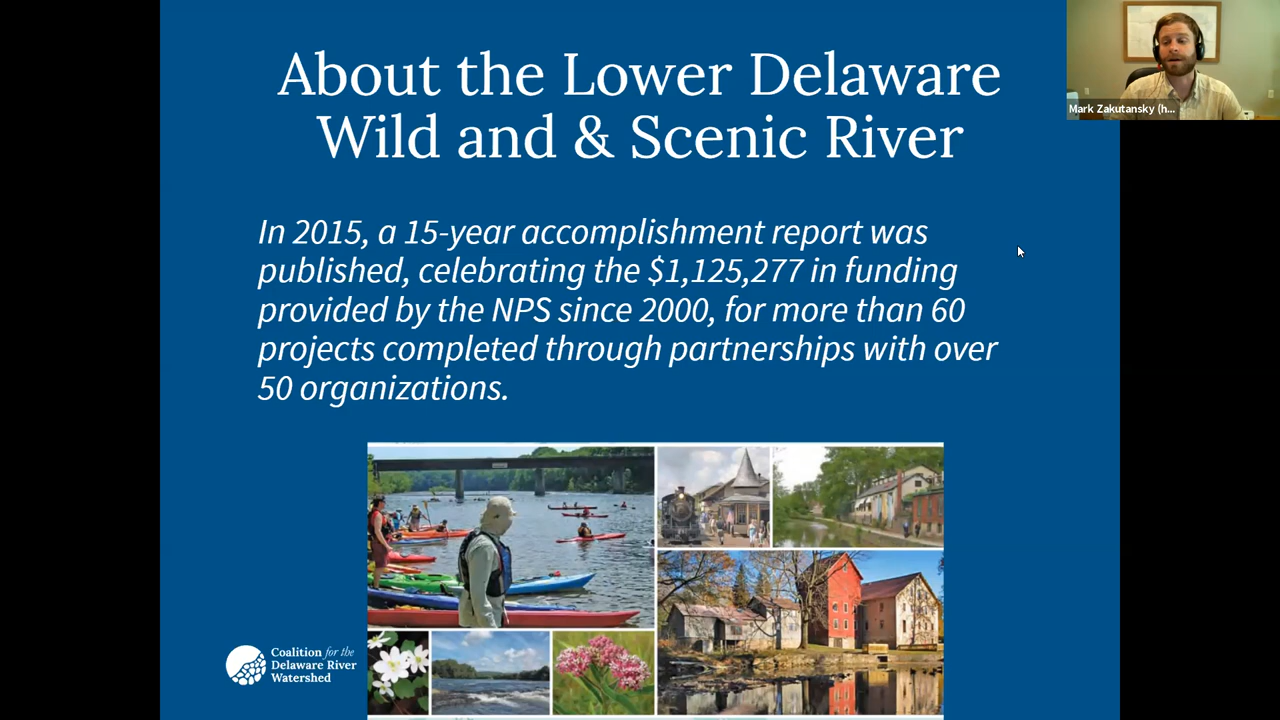 About the Lower Delaware
Wild and & Scenic River
Mark Zakutansky (h...
In 2015, a 15-year accomplishment report was
published, celebrating the $1,125,277 in funding
provided by the NPS since 2000, for more than 60
projects completed through partnerships with over
50 organizations.
Coalition for the
Delaware River
Watershed